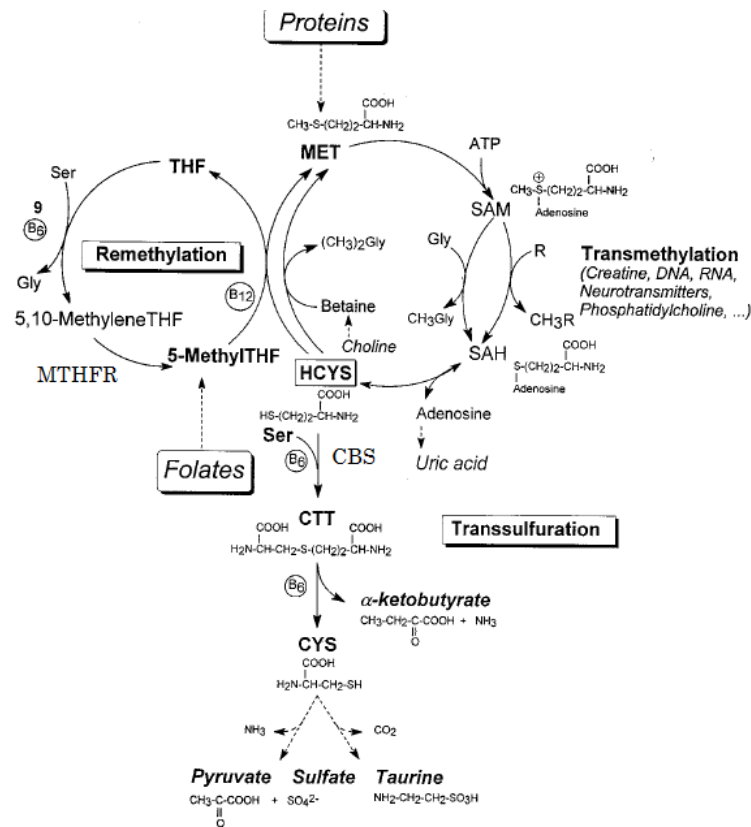 Proteins
COOH
CH₃-S-(CH₂)₂-CH-NH₂
MET
ATP
THF
Ser
9
B₆
Gly
Remethylation
B₁₂
5,10-MethyleneTHF
MTHFR
5-MethylTHF
Folates
(CH₃)₂Gly
Betaine
Choline
COOH
⊕
CH₃-S-(CH₂)₂-CH-NH₂
Adenosine
SAM
Gly
R
CH₃Gly
CH₃R
Transmethylation
(Creatine, DNA, RNA,
Neurotransmitters,
Phosphatidylcholine, ...)
SAH
COOH
S-(CH₂)₂-CH-NH₂
Adenosine
HCYS
COOH
HS-(CH₂)₂-CH-NH₂
Adenosine
Uric acid
Ser
B₆
CBS
CTT
COOH COOH
H₂N-CH-CH₂-S-(CH₂)₂-CH-NH₂
Transsulfuration
B₆
α-ketobutyrate
CH₃-CH₂-C-COOH + NH₃
O
CYS
COOH
H₂N-CH-CH₂-SH
NH₃
CO₂
Pyruvate Sulfate Taurine
CH₃-C-COOH + SO₄²⁻ NH₂-CH₂-CH₂-SO₃H
O